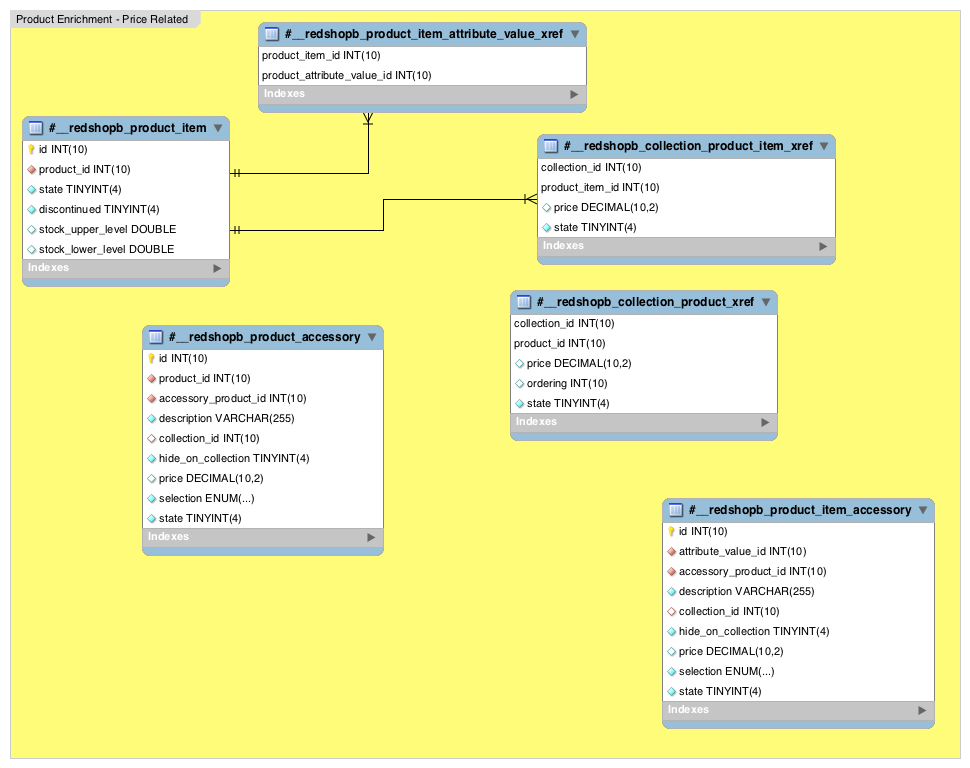 Product Enrichment - Price Related
#__redshopb_product_item_attribute_value_xref
product_item_id INT(10)
product_attribute_value_id INT(10)
Indexes
#__redshopb_product_item
id INT(10)
product_id INT(10)
state TINYINT(4)
discontinued TINYINT(4)
stock_upper_level DOUBLE
stock_lower_level DOUBLE
Indexes
#__redshopb_collection_product_item_xref
collection_id INT(10)
product_item_id INT(10)
price DECIMAL(10,2)
state TINYINT(4)
Indexes
#__redshopb_collection_product_xref
collection_id INT(10)
product_id INT(10)
price DECIMAL(10,2)
ordering INT(10)
state TINYINT(4)
Indexes
#__redshopb_product_accessory
id INT(10)
product_id INT(10)
accessory_product_id INT(10)
description VARCHAR(255)
collection_id INT(10)
hide_on_collection TINYINT(4)
price DECIMAL(10,2)
selection ENUM(...)
state TINYINT(4)
Indexes
#__redshopb_product_item_accessory
id INT(10)
attribute_value_id INT(10)
accessory_product_id INT(10)
description VARCHAR(255)
collection_id INT(10)
hide_on_collection TINYINT(4)
price DECIMAL(10,2)
selection ENUM(...)
state TINYINT(4)
Indexes